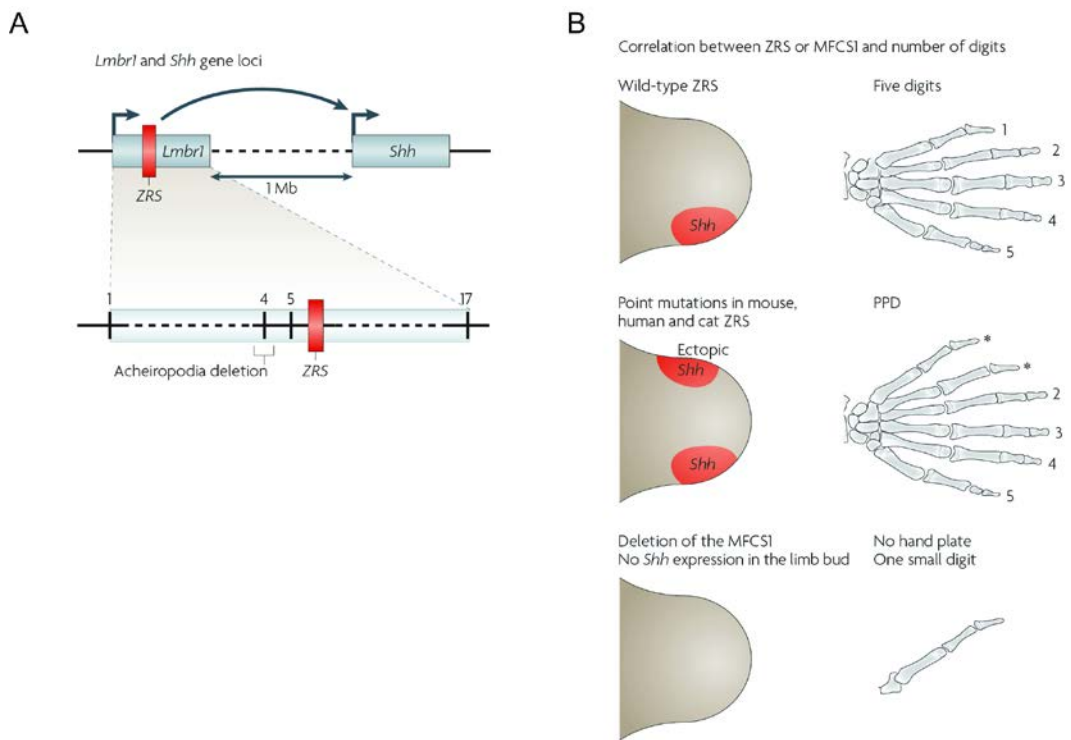 A
Lmbr1 and Shh gene loci
Lmbr1
Shh
ZRS
1 Mb
1
4
5
17
Acheiropodia deletion
ZRS
B
Correlation between ZRS or MFCS1 and number of digits
Wild-type ZRS
Five digits
Shh
1
2
3
4
5
Point mutations in mouse,
human and cat ZRS
PPD
Ectopic
Shh
Shh
*
*
2
3
4
5
Deletion of the MFCS1
No Shh expression in the limb bud
No hand plate
One small digit